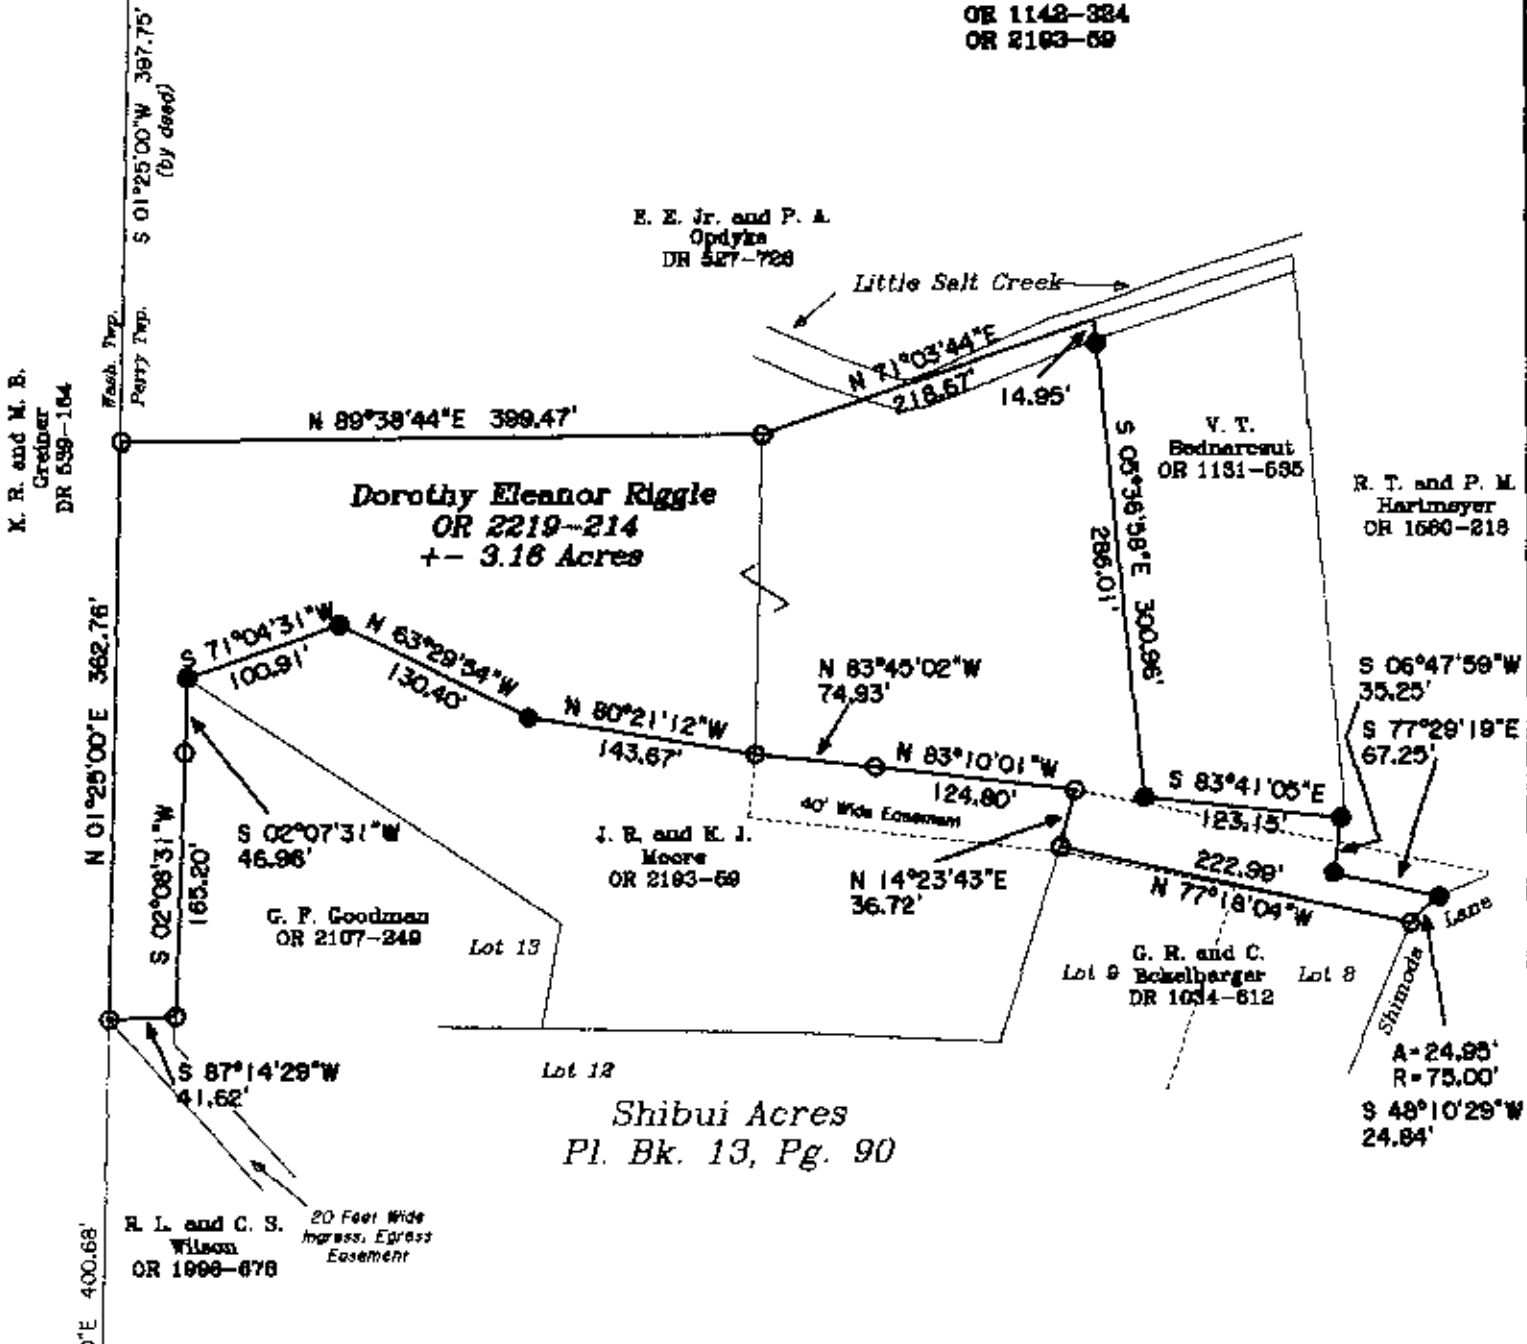 OR 1142-324
OR 2193-59
S 01°25'00"W 397.75'
(by deed)
E. E. Jr. and P. A.
Opdyke
DR 527-726
Little Salt Creek
Wash. Twp.
Perry Twp.
K. R. and M. B.
Greiner
DR 539-164
N 89°38'44"E 399.47'
N 71°03'44"E
218.67'
14.95'
V. T.
OR 1131-635
R. T. and P. M.
Hartmeyer
OR 1560-218
Dorothy Eleanor Riggle
OR 2219-214
+- 3.16 Acres
S 05°36'58"E 300.96'
286.01'
N 01°25'00"E 362.76'
S 71°04'31"W
100.91'
N 63°29'54"W
130.40'
N 80°21'12"W
143.67'
N 83°45'02"W
74.93'
N 83°10'01"W
124.80'
40' Wide Easement
S 06°47'59"W
35.25'
S 77°29'19"E
67.25'
S 83°41'05"E
123.15'
S 02°07'31"W
46.96'
S 02°08'31"W
165.20'
J. R. and K. J.
Moore
OR 2193-59
N 14°23'43"E
36.72'
222.99'
N 77°18'04"W
G. F. Goodman
OR 2107-249
Lot 13
Lot 9
G. R. and C.
DR 1034-612
Lot 8
Shimoda Lane
S 87°14'29"W
41.62'
Lot 12
A=24.95'
R=75.00'
S 48°10'29"W
24.84'
Shibui Acres
Pl. Bk. 13, Pg. 90
20 Feet Wide
Ingress, Egress
Easement
R. L. and C. S.
Wilson
OR 1996-676
0"E 400.68'